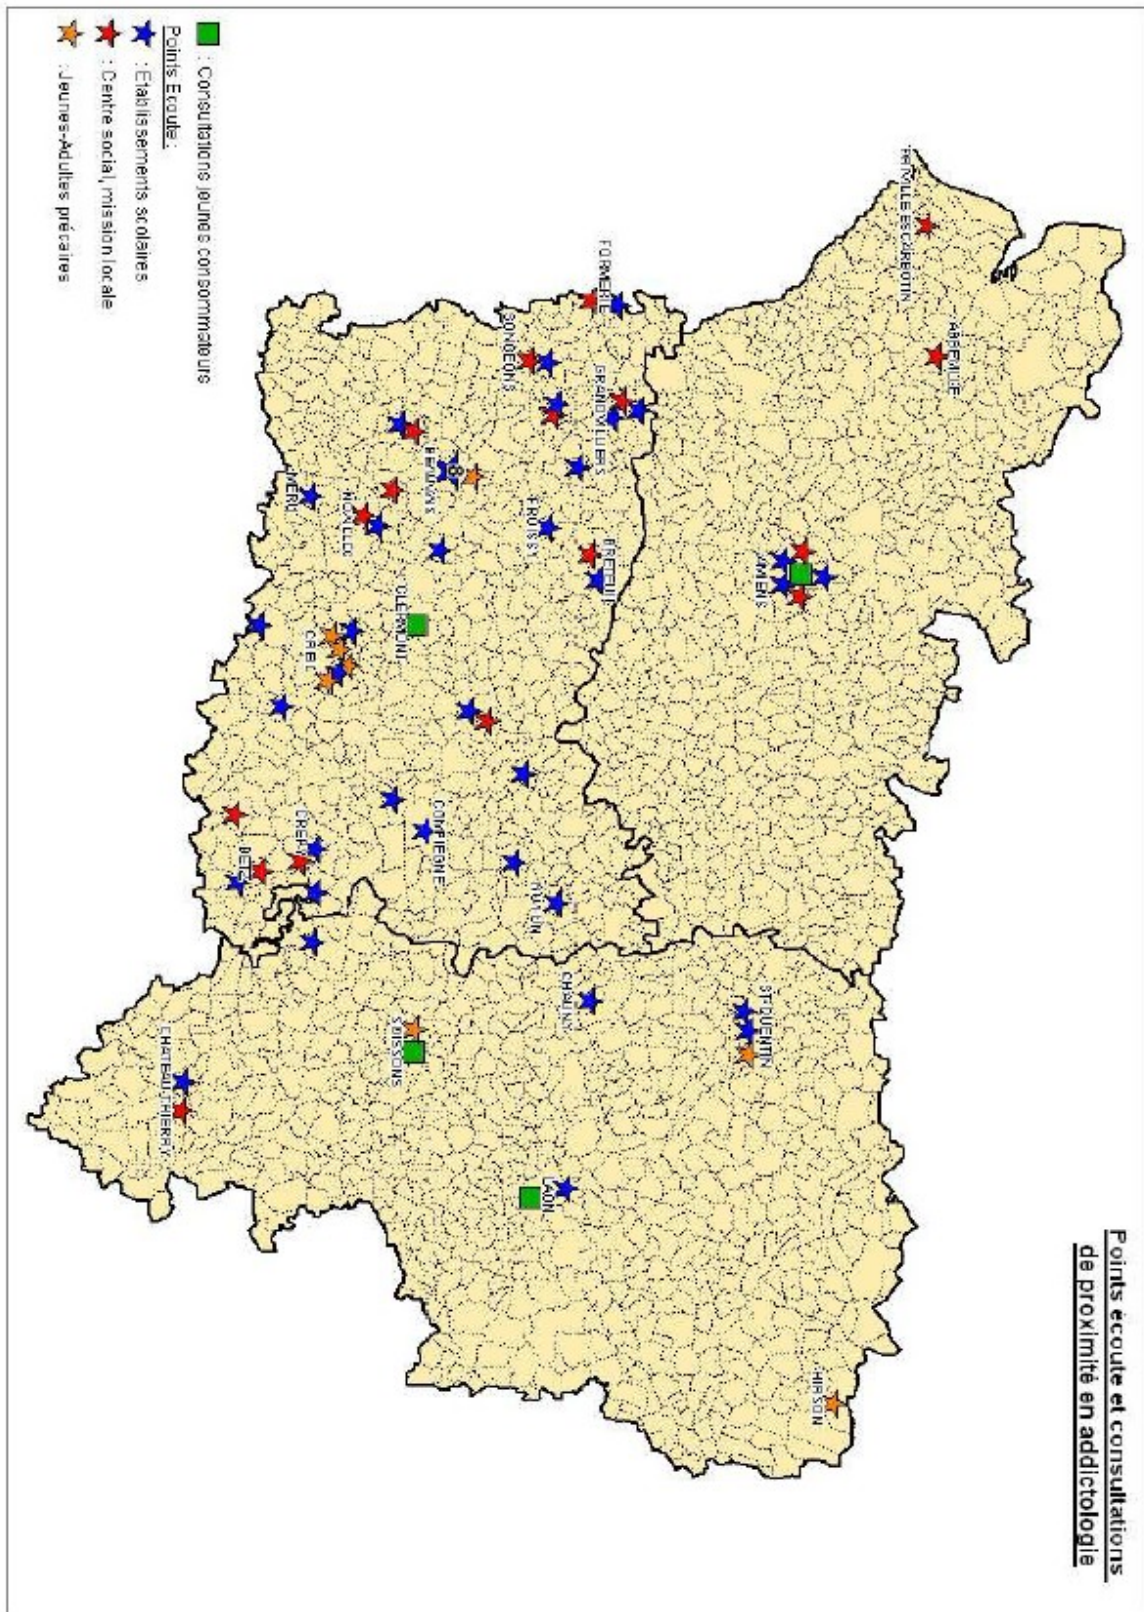 Points écoute et consultations
de proximité en addictologie
ABBEVILLE
AMIENS
HIRSON
ST-QUENTIN
FORMERIE
GRANDVILLIERS
SONGEONS
BRETEUIL
FROISSY
BEAUVAIS
NOAILLES
MERU
CLERMONT
CREIL
COMPIEGNE
NOYON
CHAUNY
LAON
SOISSONS
CREPY
BETZ
CHATEAU-THIERRY
: Consultations jeunes consommateurs
Points Ecoute :
: Etablissements scolaires
: Centre social, mission locale
: Jeunes-Adultes précaires